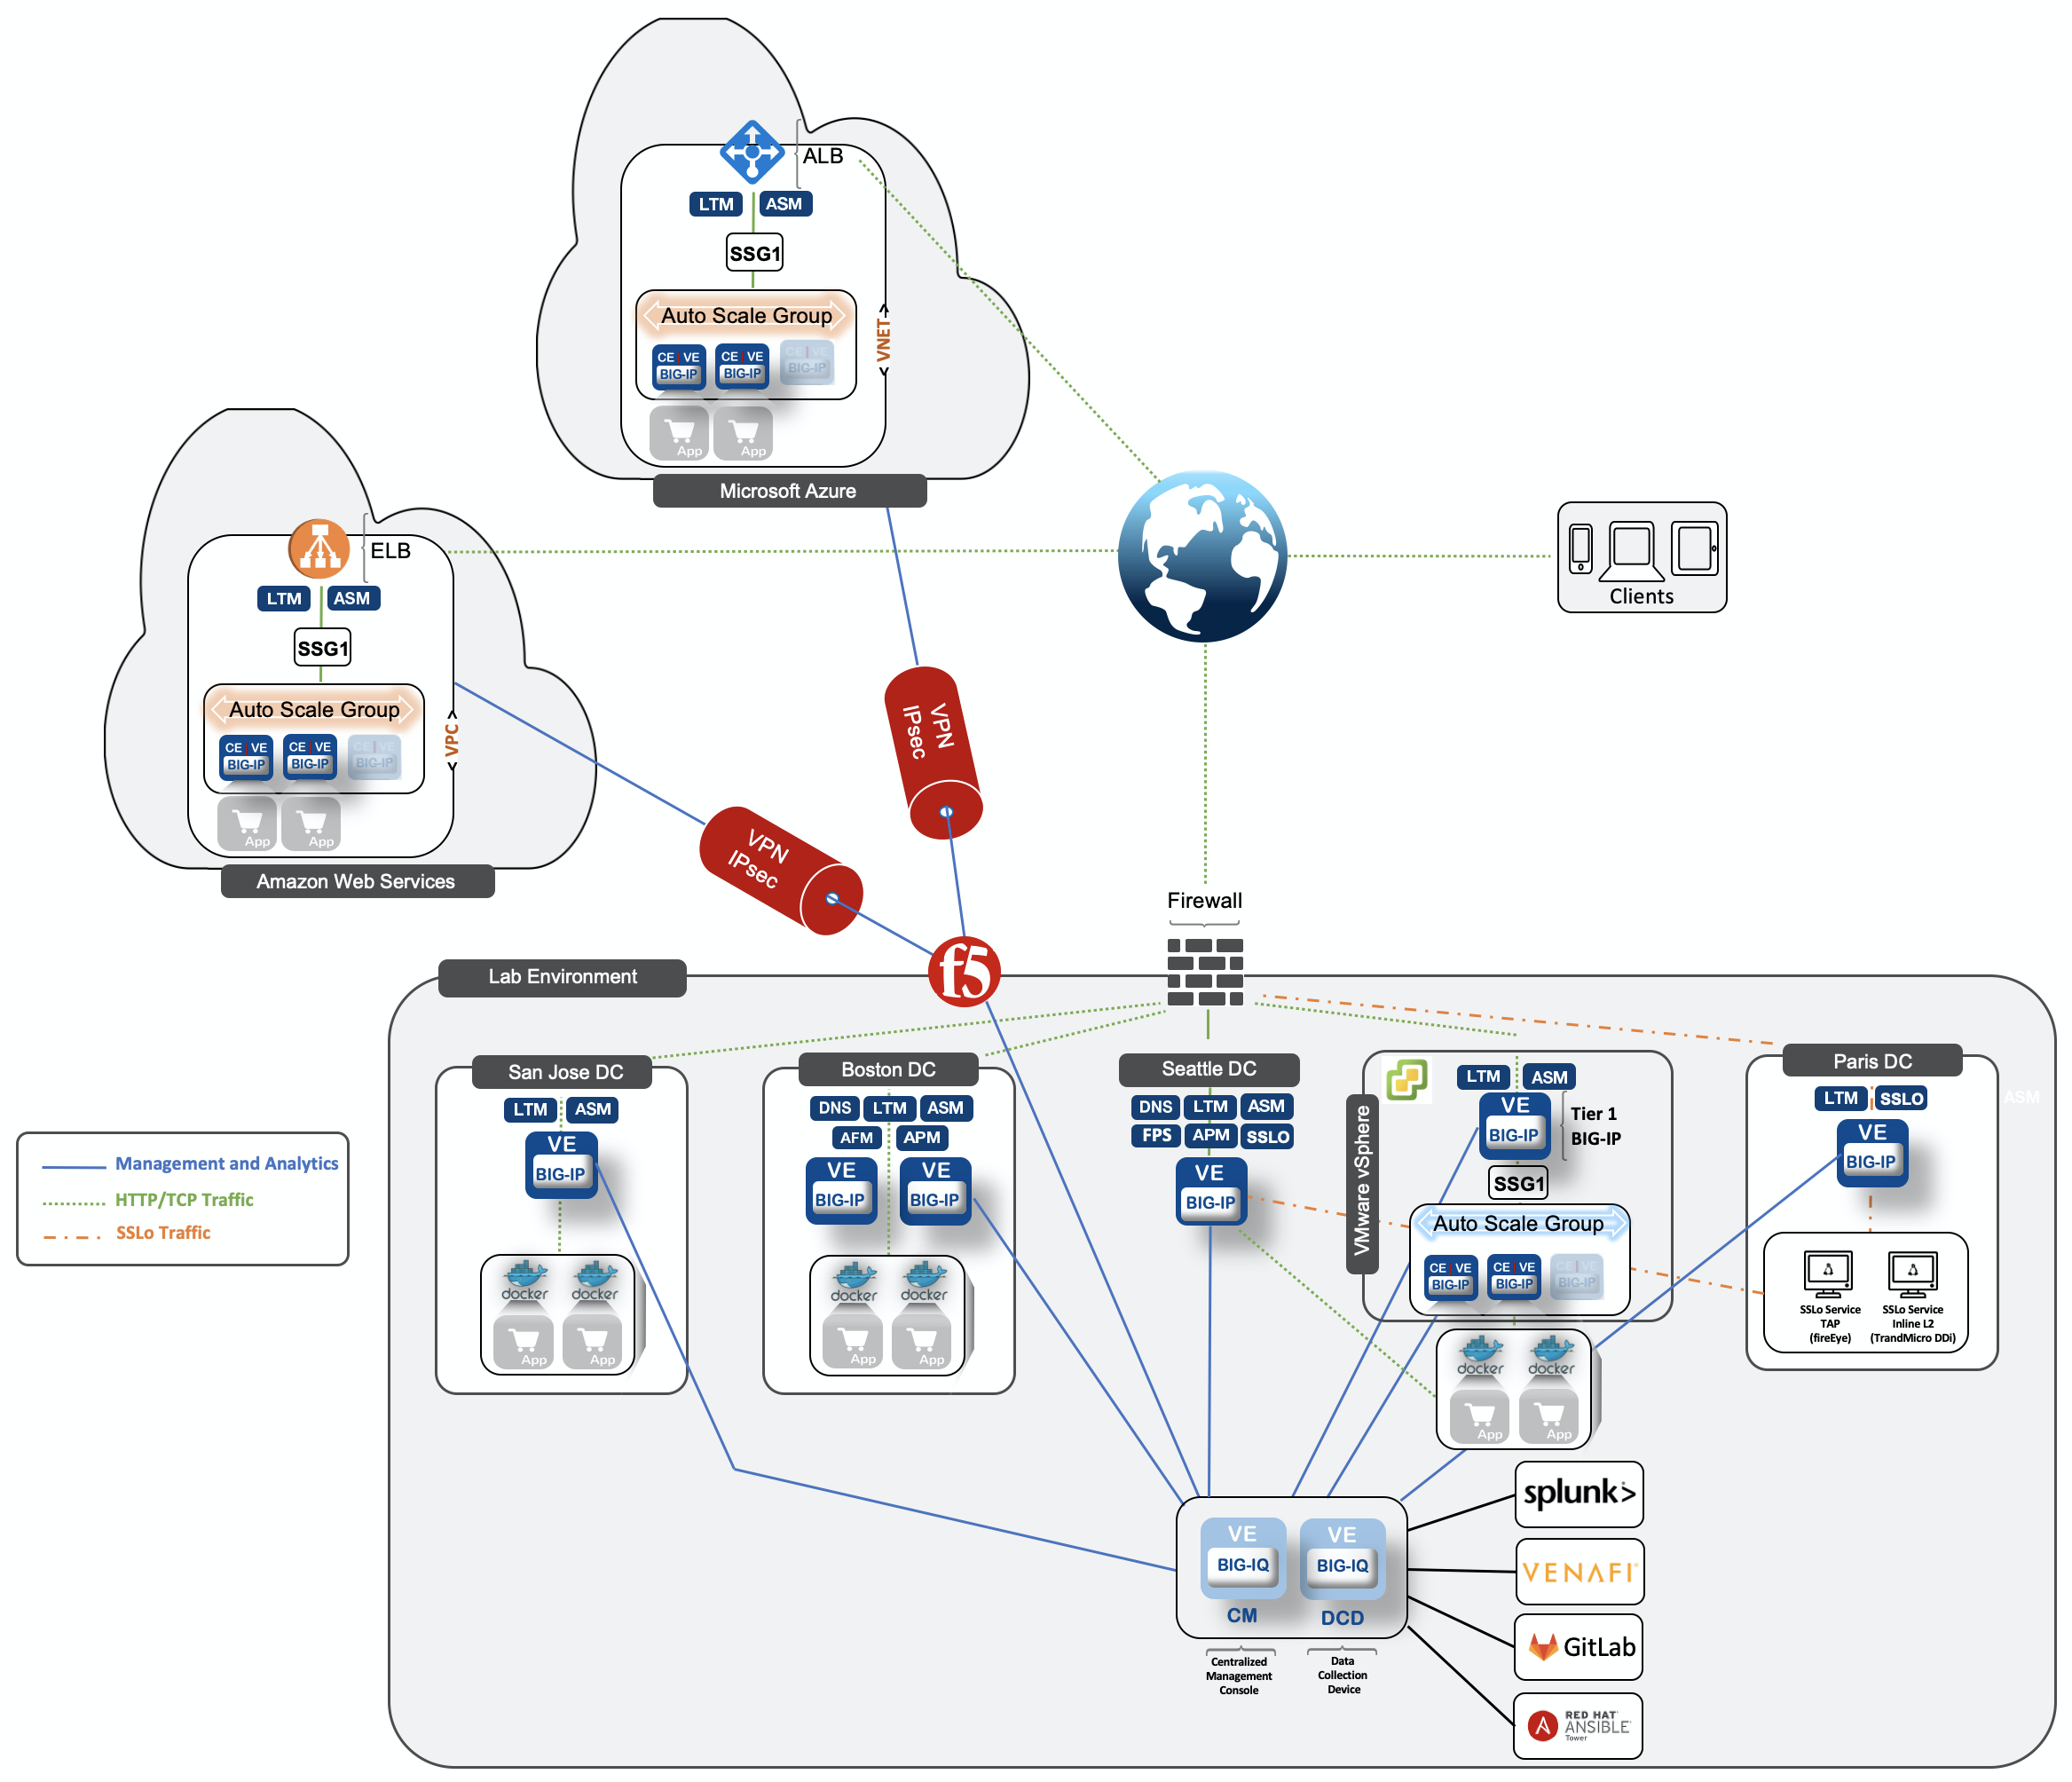 ALB
LTM
ASM
SSG1
Auto Scale Group
CE | VE
BIG-IP
CE | VE
BIG-IP
CE | VE
BIG-IP
App
App
VNET
Microsoft Azure
ELB
LTM
ASM
SSG1
Auto Scale Group
CE | VE
BIG-IP
CE | VE
BIG-IP
CE | VE
BIG-IP
App
App
VPC
Amazon Web Services
Clients
VPN
IPsec
VPN
IPsec
f5
Firewall
Lab Environment
San Jose DC
LTM
ASM
VE
BIG-IP
docker
docker
App
App
Boston DC
DNS
LTM
ASM
AFM
APM
VE
BIG-IP
VE
BIG-IP
docker
docker
App
App
Seattle DC
DNS
LTM
ASM
FPS
APM
SSLO
VE
BIG-IP
VMware vSphere
LTM
ASM
VE
BIG-IP
Tier 1
BIG-IP
SSG1
Auto Scale Group
CE | VE
BIG-IP
CE | VE
BIG-IP
CE | VE
BIG-IP
docker
docker
App
App
Paris DC
LTM
SSLO
ASM
VE
BIG-IP
SSLo Service
TAP
(fireEye)
SSLo Service
Inline L2
(TrandMicro DDi)
Management and Analytics
HTTP/TCP Traffic
SSLo Traffic
VE
BIG-IQ
CM
VE
BIG-IQ
DCD
Centralized
Management
Console
Data
Collection
Device
splunk>
VENAFI
GitLab
RED HAT
ANSIBLE
Tower